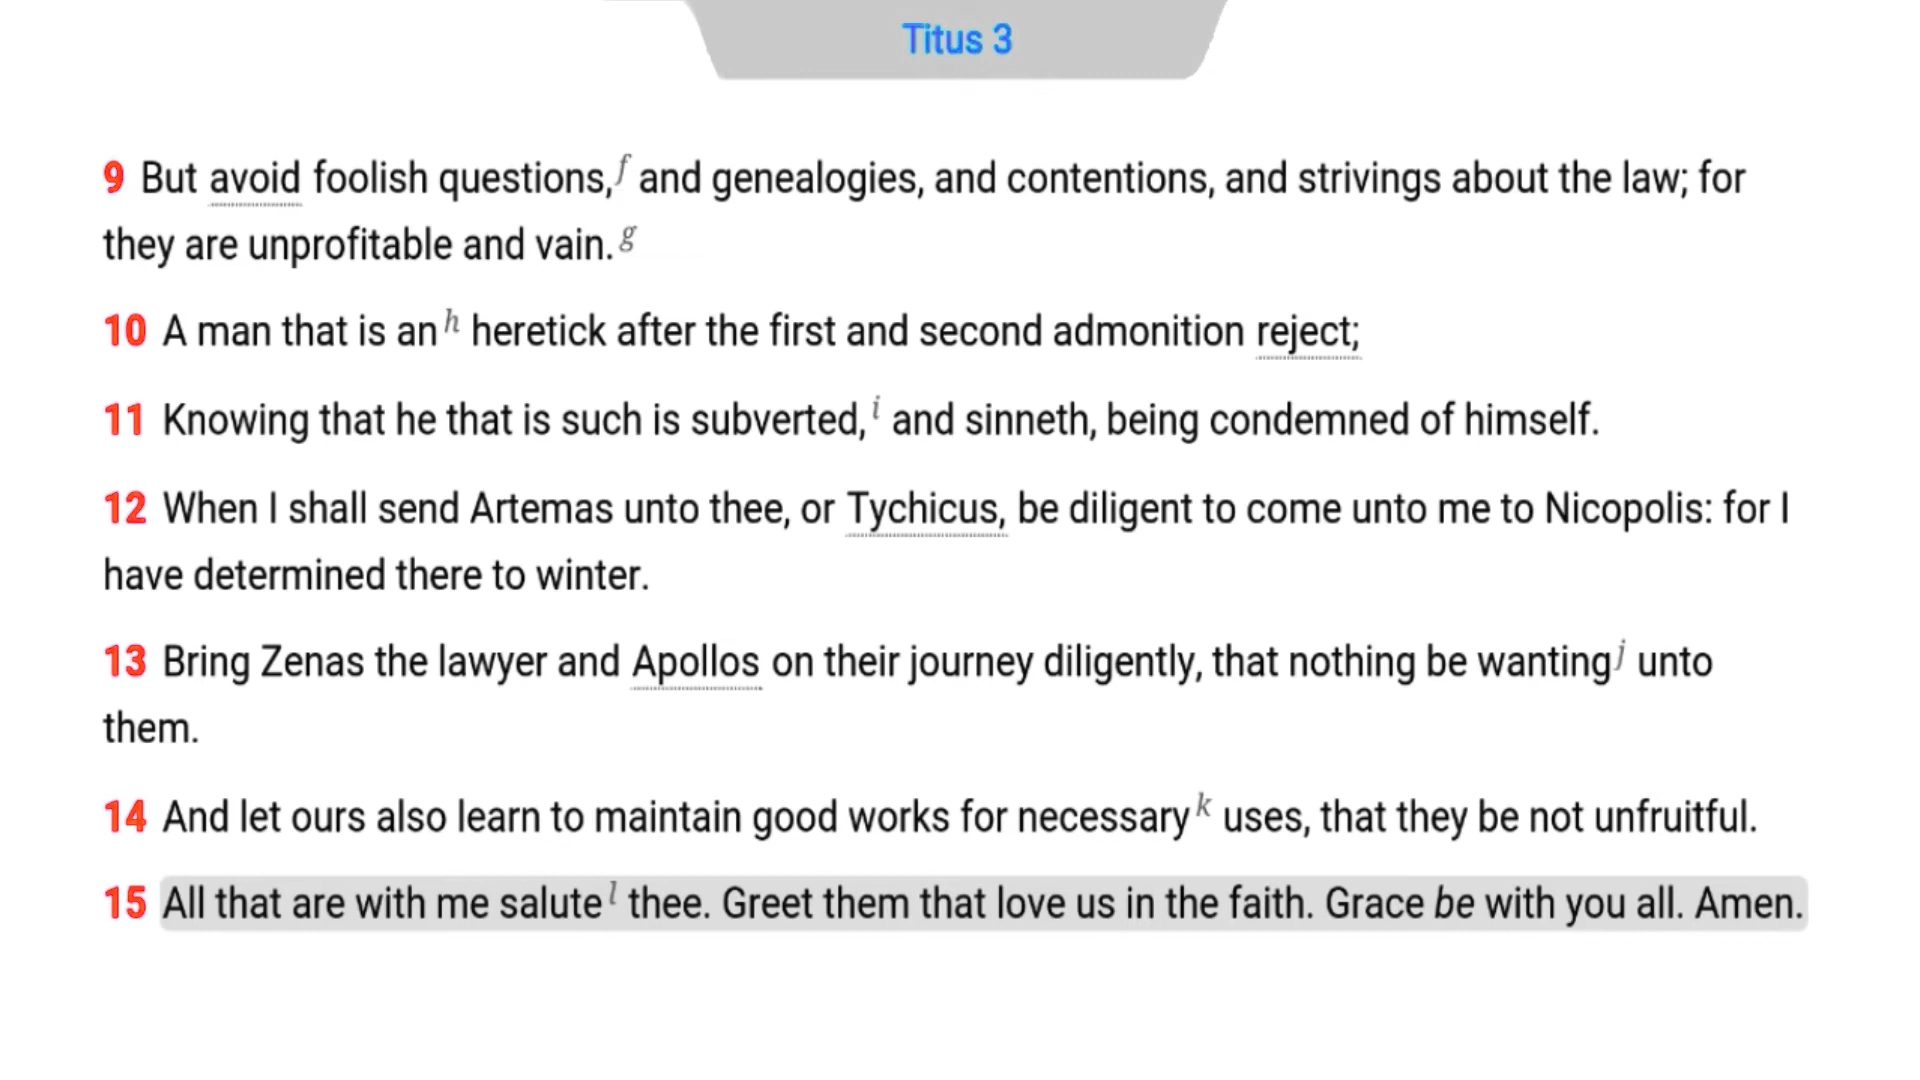 Titus 3
9 But avoid foolish questions,f and genealogies, and contentions, and strivings about the law; for
they are unprofitable and vain.g
10 A man that is an h heretick after the first and second admonition reject;
11 Knowing that he that is such is subverted,i and sinneth, being condemned of himself.
12 When I shall send Artemas unto thee, or Tychicus, be diligent to come unto me to Nicopolis: for I
have determined there to winter.
13 Bring Zenas the lawyer and Apollos on their journey diligently, that nothing be wanting j unto
them.
14 And let ours also learn to maintain good works for necessary k uses, that they be not unfruitful.
15 All that are with me salute l thee. Greet them that love us in the faith. Grace be with you all. Amen.